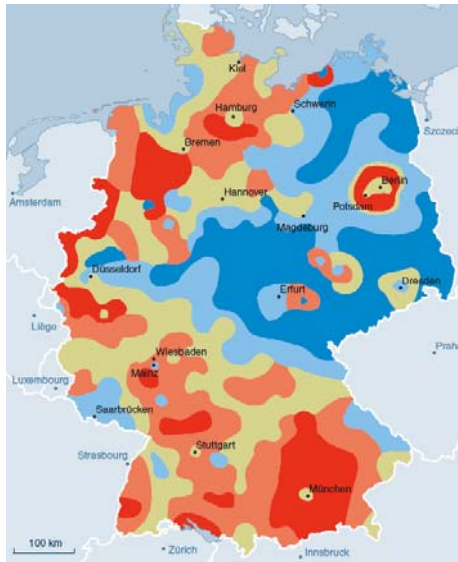 Kiel
Hamburg
Schwerin
Szczec
Bremen
Amsterdam
Hannover
Berlin
Potsdam
Magdeburg
Düsseldorf
Erfurt
Dresden
Liège
Praha
Wiesbaden
Mainz
Luxembourg
Saarbrücken
Strasbourg
Stuttgart
München
100 km
Zürich
Innsbruck